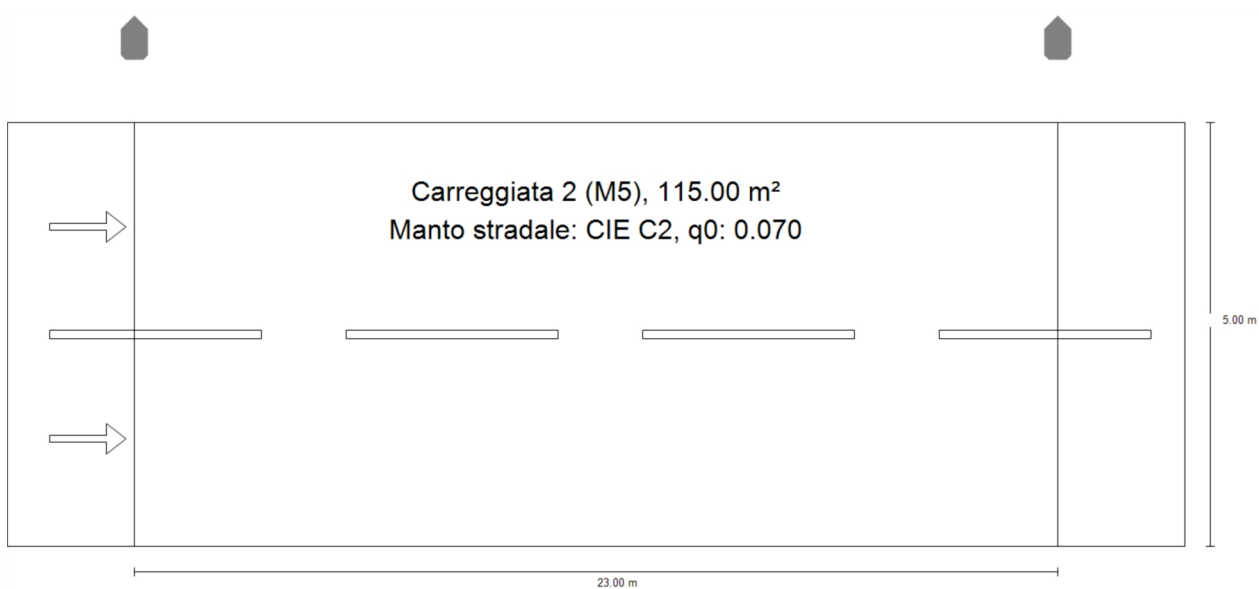 Carreggiata 2 (M5), 115.00 m²
Manto stradale: CIE C2, q0: 0.070
5.00 m
23.00 m